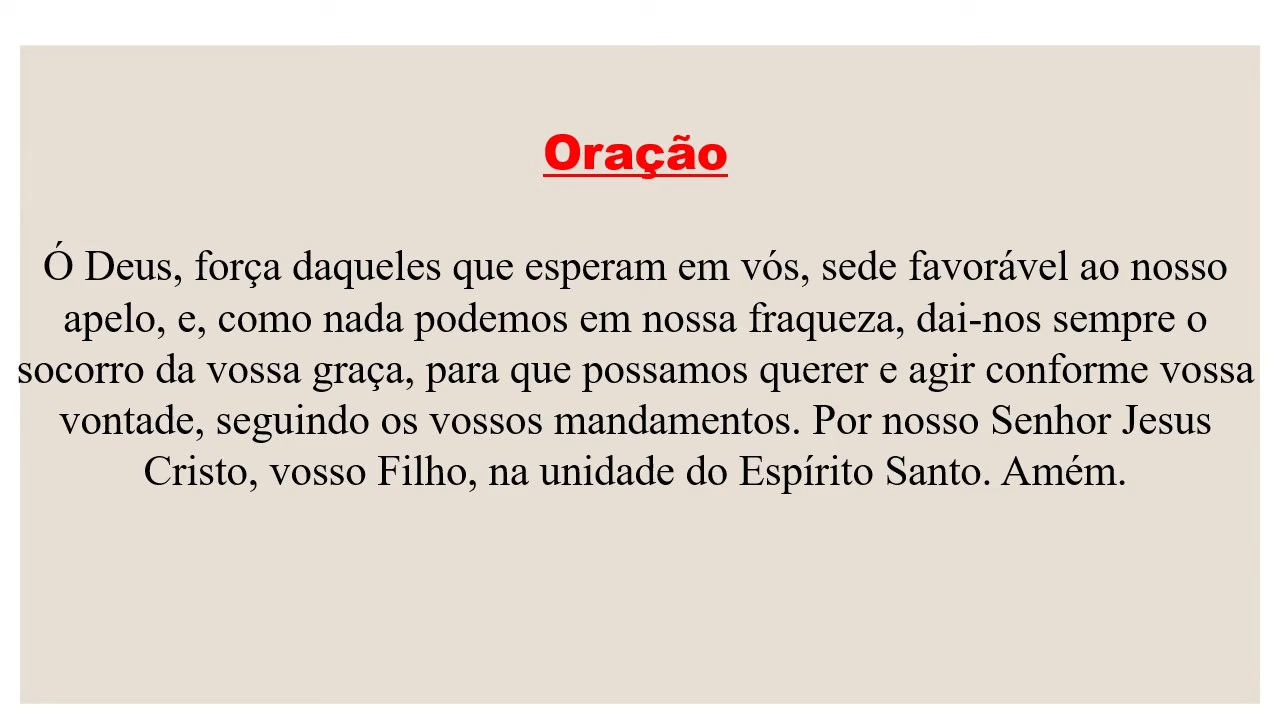 Oração
Ó Deus, força daqueles que esperam em vós, sede favorável ao nosso
apelo, e, como nada podemos em nossa fraqueza, dai-nos sempre o
socorro da vossa graça, para que possamos querer e agir conforme vossa
vontade, seguindo os vossos mandamentos. Por nosso Senhor Jesus
Cristo, vosso Filho, na unidade do Espírito Santo. Amém.